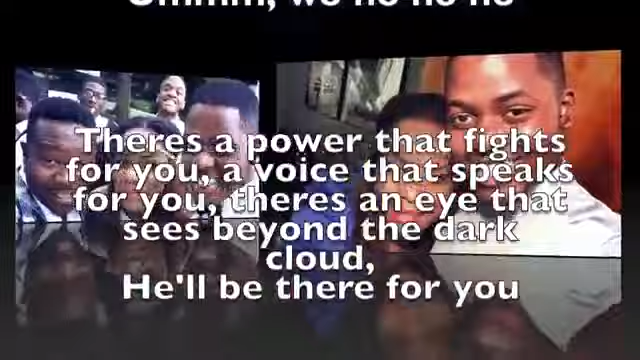 Theres a power that fights
for you, a voice that speaks
for you, theres an eye that
sees beyond the dark
cloud,
He'll be there for you